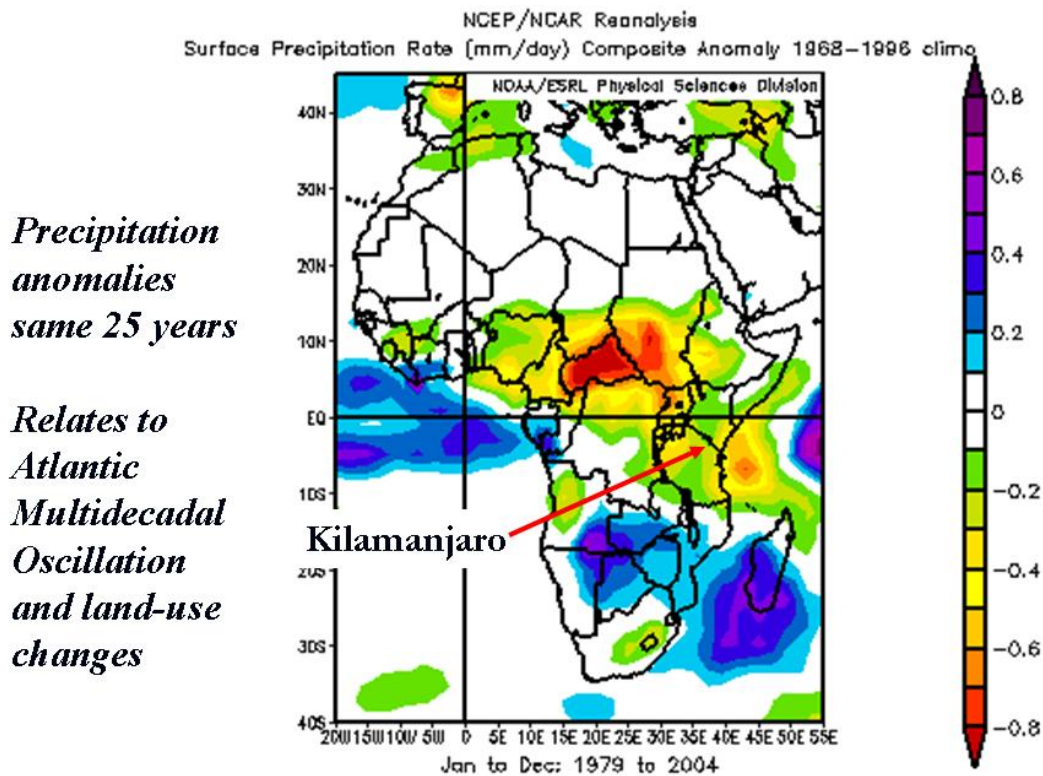 NCEP/NCAR Reanalysis
Surface Precipitation Rate (mm/day) Composite Anomaly 1968-1996 climo
NOAA/ESRL Physical Sciences Division
40N
30N
20N
10N
EQ
10S
20S
30S
40S
20W 15W 10W 5W 0 5E 10E 15E 20E 25E 30E 35E 40E 45E 50E 55E
Jan to Dec: 1979 to 2004
0.8
0.6
0.4
0.2
0
-0.2
-0.4
-0.6
-0.8
Precipitation
anomalies
same 25 years
Relates to
Atlantic
Multidecadal
Oscillation
and land-use
changes
Kilamanjaro